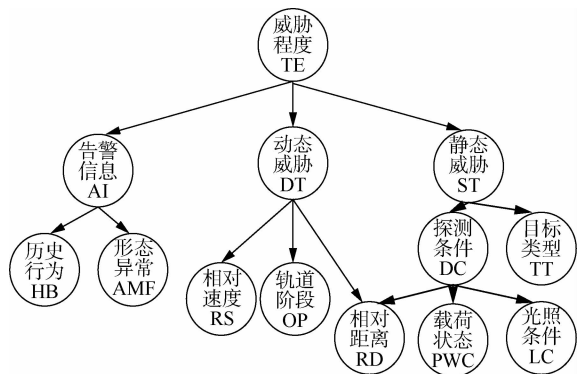 威胁
程度
TE
告警
信息
AI
动态
威胁
DT
静态
威胁
ST
历史
行为
HB
形态
异常
AMF
相对
速度
RS
轨道
阶段
OP
探测
条件
DC
目标
类型
TT
相对
距离
RD
载荷
状态
PWC
光照
条件
LC